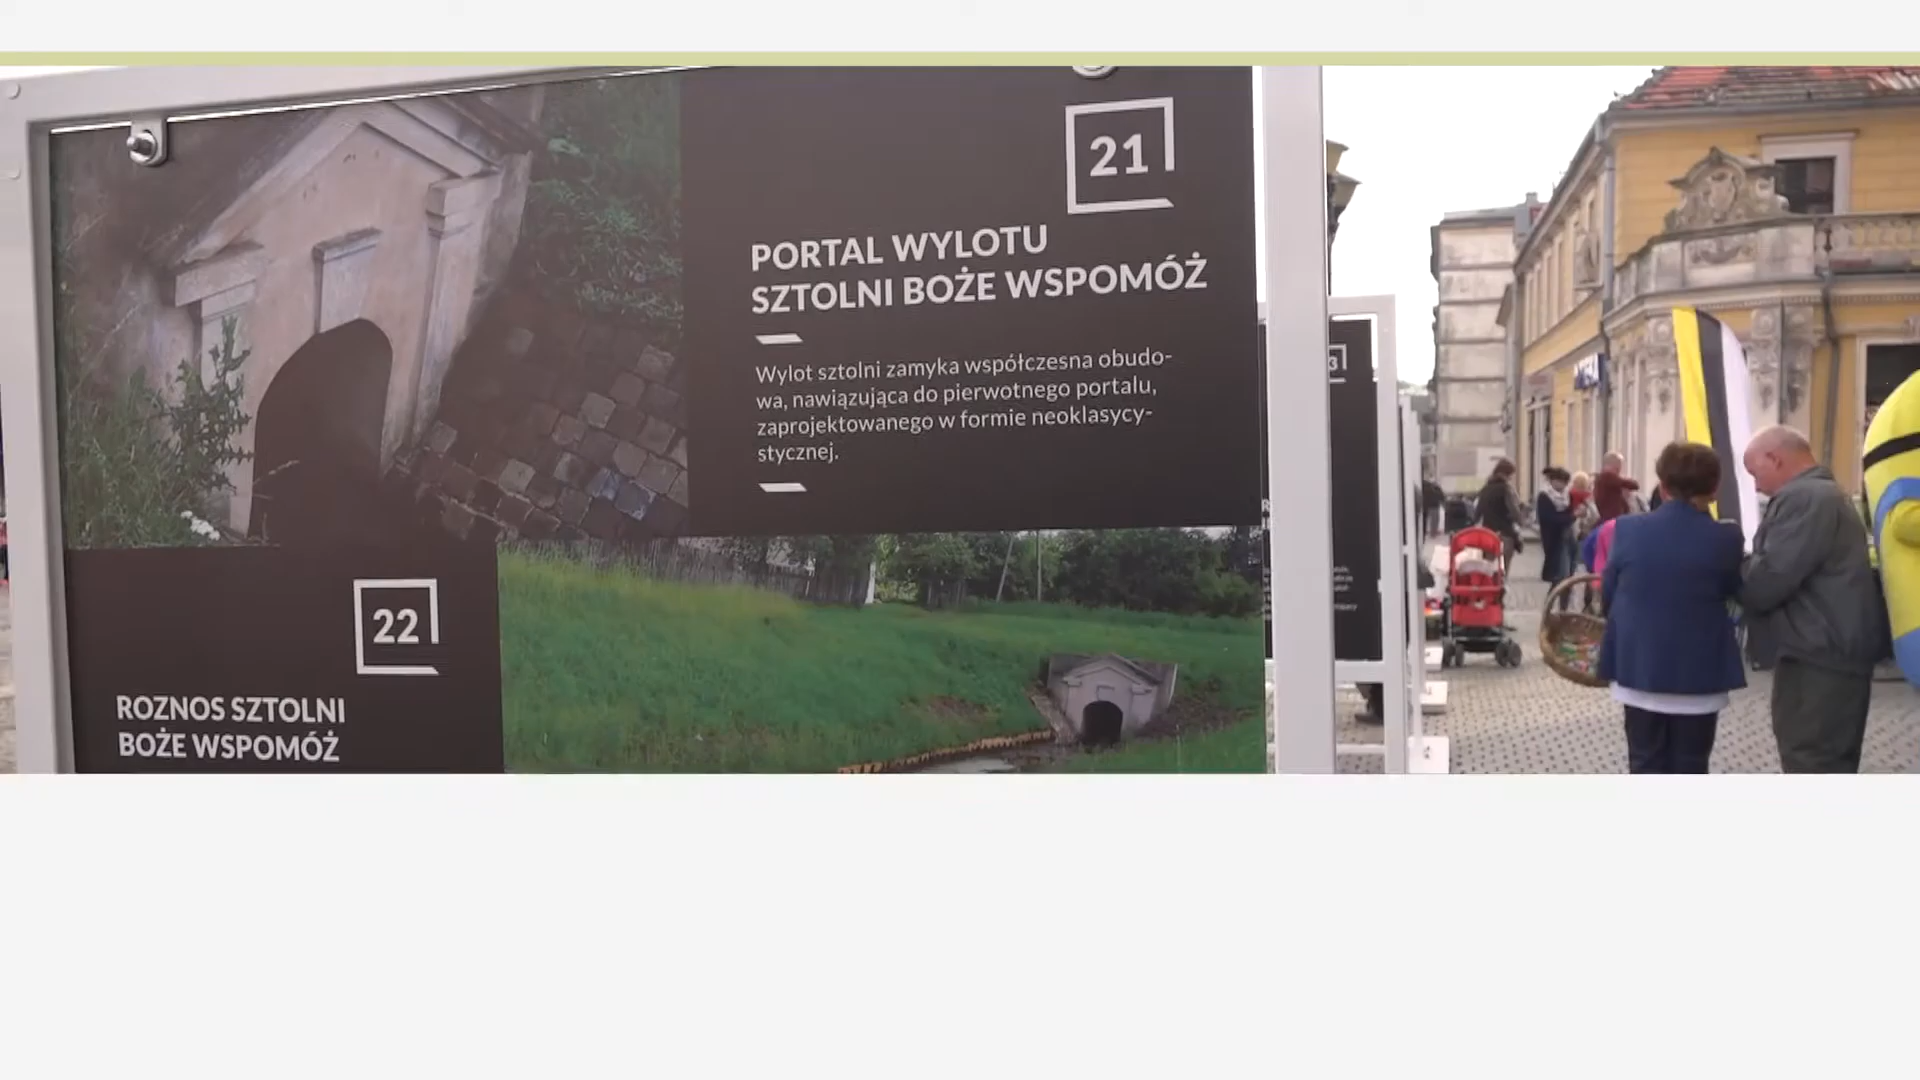 21
PORTAL WYLOTU
SZTOLNI BOŻE WSPOMÓŻ
Wylot sztolni zamyka współczesna obudo-
wa, nawiązująca do pierwotnego portalu,
zaprojektowanego w formie neoklasycy-
stycznej.
22
ROZNOS SZTOLNI
BOŻE WSPOMÓŻ